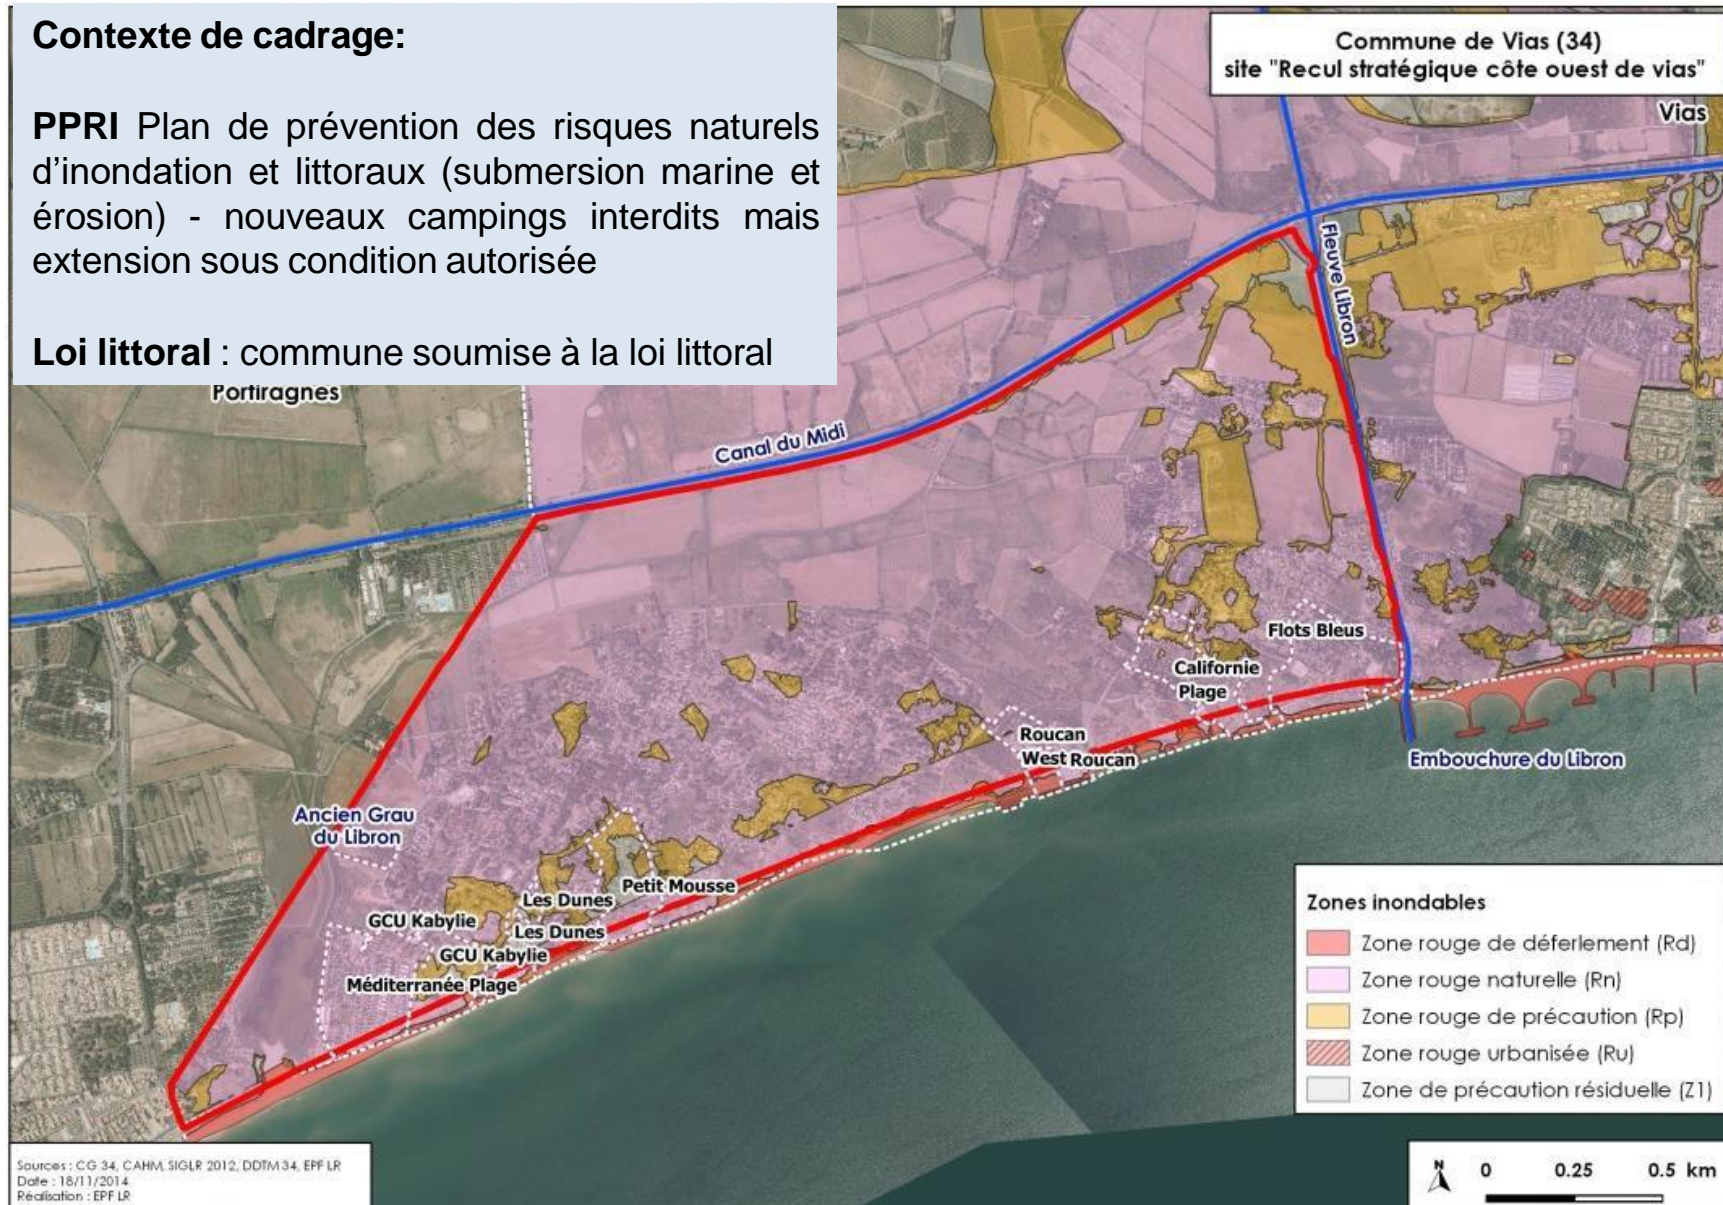 Contexte de cadrage:
PPRI Plan de prévention des risques naturels
d'inondation et littoraux (submersion marine et
érosion) - nouveaux campings interdits mais
extension sous condition autorisée
Loi littoral : commune soumise à la loi littoral
Commune de Vias (34)
site "Recul stratégique côte ouest de vias"
Vias
Fleuve Libron
Portiragnes
Canal du Midi
Flots Bleus
Californie
Plage
Roucan
West Roucan
Embouchure du Libron
Ancien Grau
du Libron
Petit Mousse
Les Dunes
GCU Kabylie
Les Dunes
GCU Kabylie
Méditerranée Plage
Zones inondables
Zone rouge de déferlement (Rd)
Zone rouge naturelle (Rn)
Zone rouge de précaution (Rp)
Zone rouge urbanisée (Ru)
Zone de précaution résiduelle (Z1)
Sources : CG 34, CAHM, SIGLR 2012, DDTM 34, EPF LR
Date : 18/11/2014
Réalisation : EPF LR
N 0 0.25 0.5 km